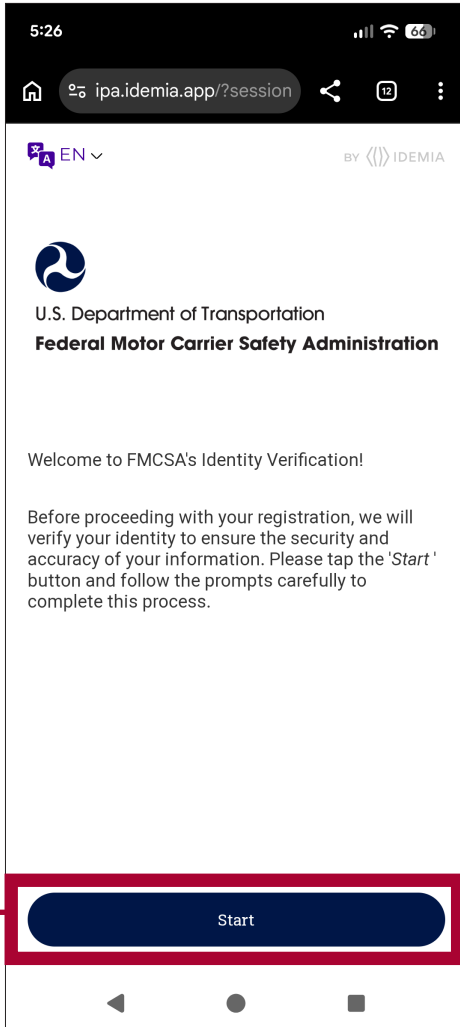 5:26
66
ipa.idemia.app/?session
12
EN
BY IDEMIA
U.S. Department of Transportation
Federal Motor Carrier Safety Administration
Welcome to FMCSA's Identity Verification!
Before proceeding with your registration, we will
verify your identity to ensure the security and
accuracy of your information. Please tap the 'Start '
button and follow the prompts carefully to
complete this process.
Start